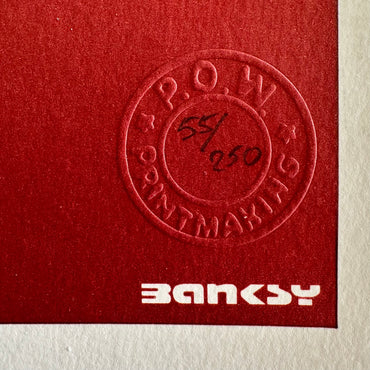 P.O.W.
55/
250
PRINTMAKING
BANKSY